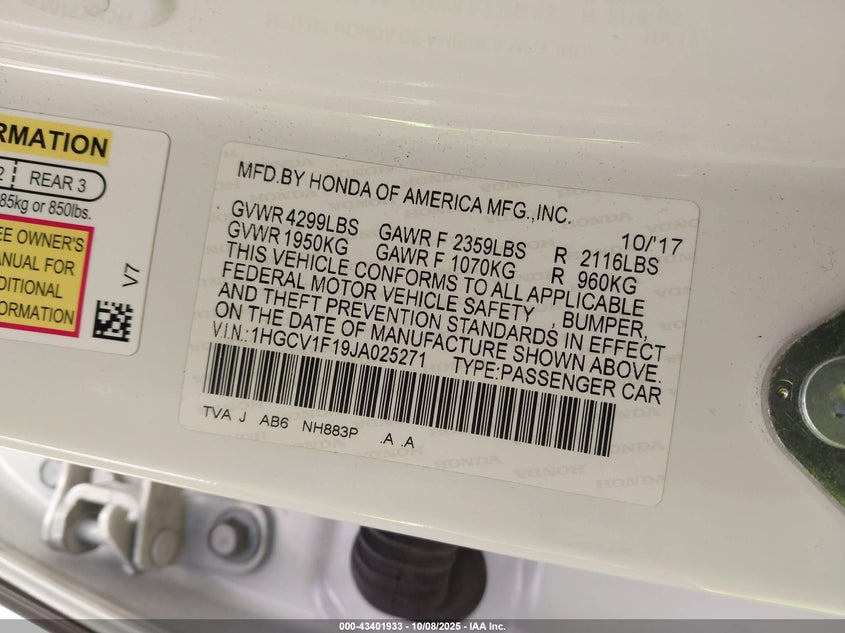 RMATION
2 REAR 3
85kg or 850lbs.
EE OWNER'S
ANUAL FOR
DITIONAL
FORMATION
V7
MFD.BY HONDA OF AMERICA MFG.,INC.
10/'17
GVWR 4299LBS GAWR F 2359LBS R 2116LBS
GVWR 1950KG GAWR F 1070KG R 960KG
THIS VEHICLE CONFORMS TO ALL APPLICABLE
FEDERAL MOTOR VEHICLE SAFETY , BUMPER,
AND THEFT PREVENTION STANDARDS IN EFFECT
ON THE DATE OF MANUFACTURE SHOWN ABOVE.
V.I.N.:1HGCV1F19JA025271 TYPE:PASSENGER CAR
TVA J AB6 NH883P .A .A
000-43401933 - 10/08/2025 - IAA Inc.